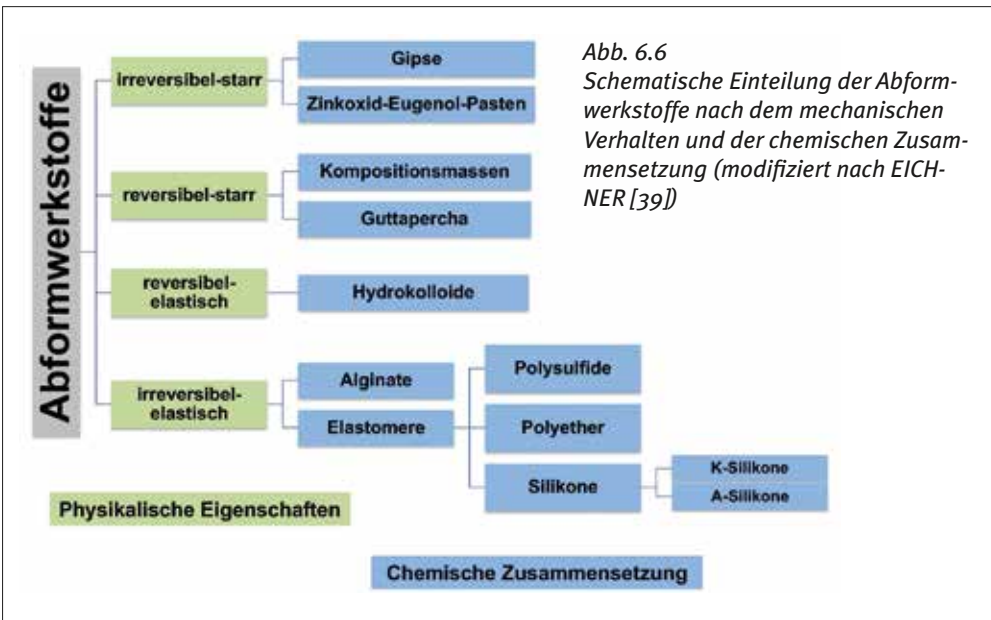 Abformwerkstoffe
irreversibel-starr
Gipse
Zinkoxid-Eugenol-Pasten
reversibel-starr
Kompositionsmassen
Guttapercha
reversibel-
elastisch
Hydrokolloide
irreversibel-
elastisch
Alginate
Elastomere
Polysulfide
Polyether
Silikone
K-Silikone
A-Silikone
Physikalische Eigenschaften
Chemische Zusammensetzung
Abb. 6.6
Schematische Einteilung der Abform-
werkstoffe nach dem mechanischen
Verhalten und der chemischen Zusam-
mensetzung (modifiziert nach EICH-
NER [39])